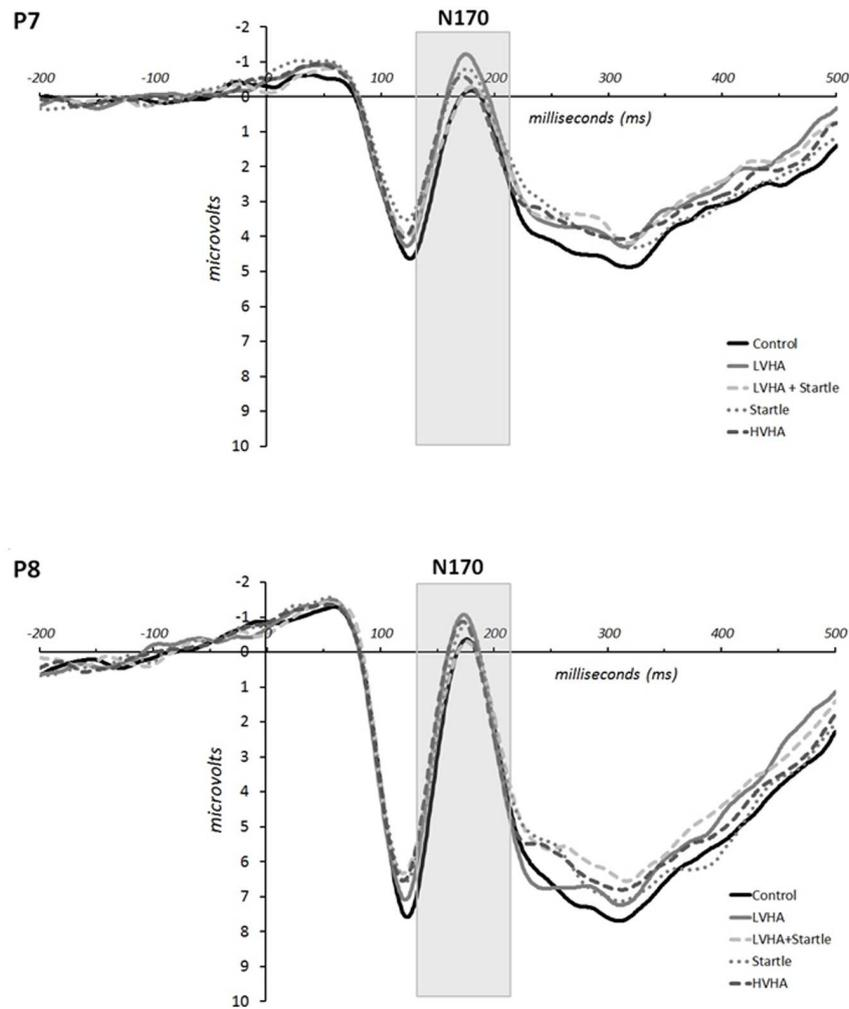 P7
N170
-2
-1
-200
-100
0
100
200
300
400
500
0
milliseconds (ms)
1
2
3
4
5
6
7
8
9
10
microvolts
Control
LVHA
LVHA + Startle
Startle
HVHA
P8
N170
-2
-1
-200
-100
0
100
200
300
400
500
0
milliseconds (ms)
1
2
3
4
5
6
7
8
9
10
microvolts
Control
LVHA
LVHA+Startle
Startle
HVHA